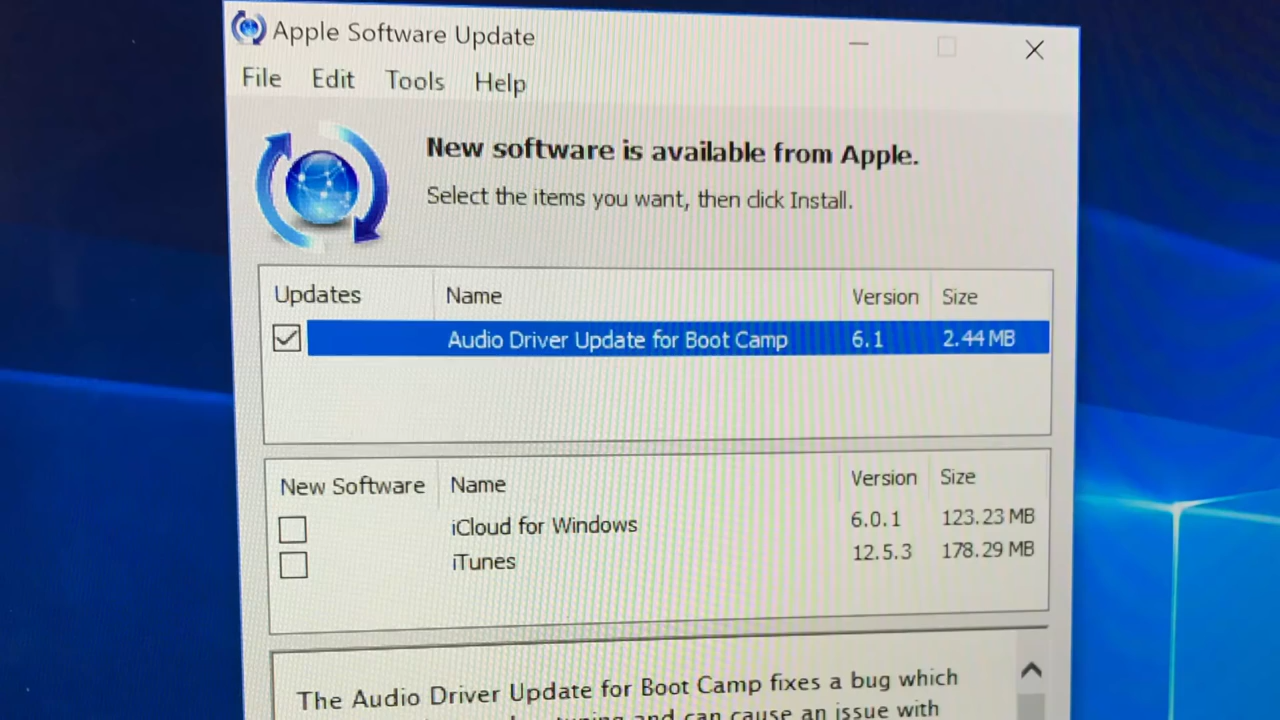 Apple Software Update
File Edit Tools Help
New software is available from Apple.
Select the items you want, then click Install.
Updates Name Version Size
Audio Driver Update for Boot Camp 6.1 2.44 MB
New Software Name Version Size
iCloud for Windows 6.0.1 123.23 MB
iTunes 12.5.3 178.29 MB
The Audio Driver Update for Boot Camp fixes a bug which
and can cause an issue with